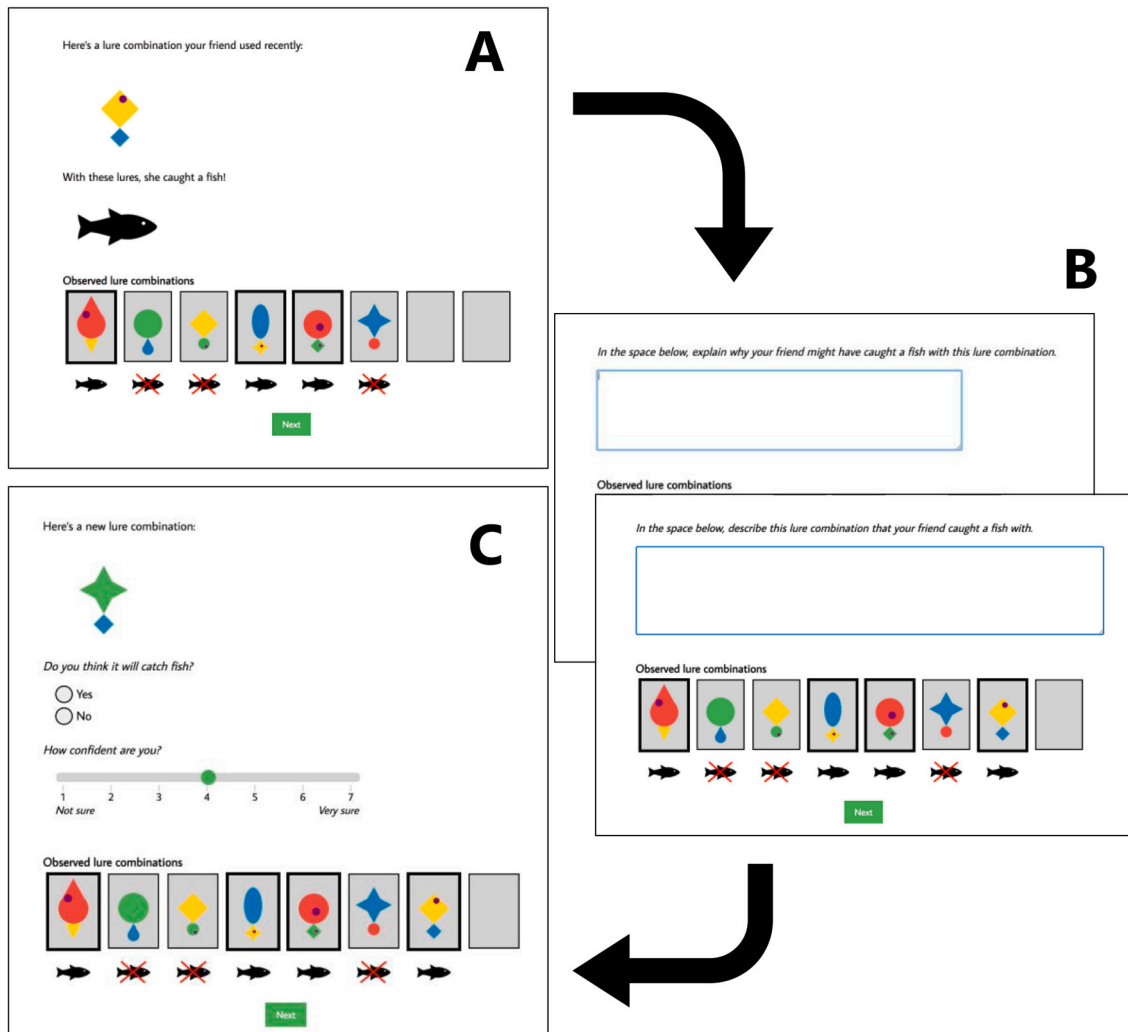 A
Here's a lure combination your friend used recently:
With these lures, she caught a fish!
Observed lure combinations
Next
B
In the space below, explain why your friend might have caught a fish with this lure combination.
Observed lure combinations
In the space below, describe this lure combination that your friend caught a fish with.
Observed lure combinations
Next
C
Here's a new lure combination:
Do you think it will catch fish?
Yes
No
How confident are you?
1 2 3 4 5 6 7
Not sure Very sure
Observed lure combinations
Next